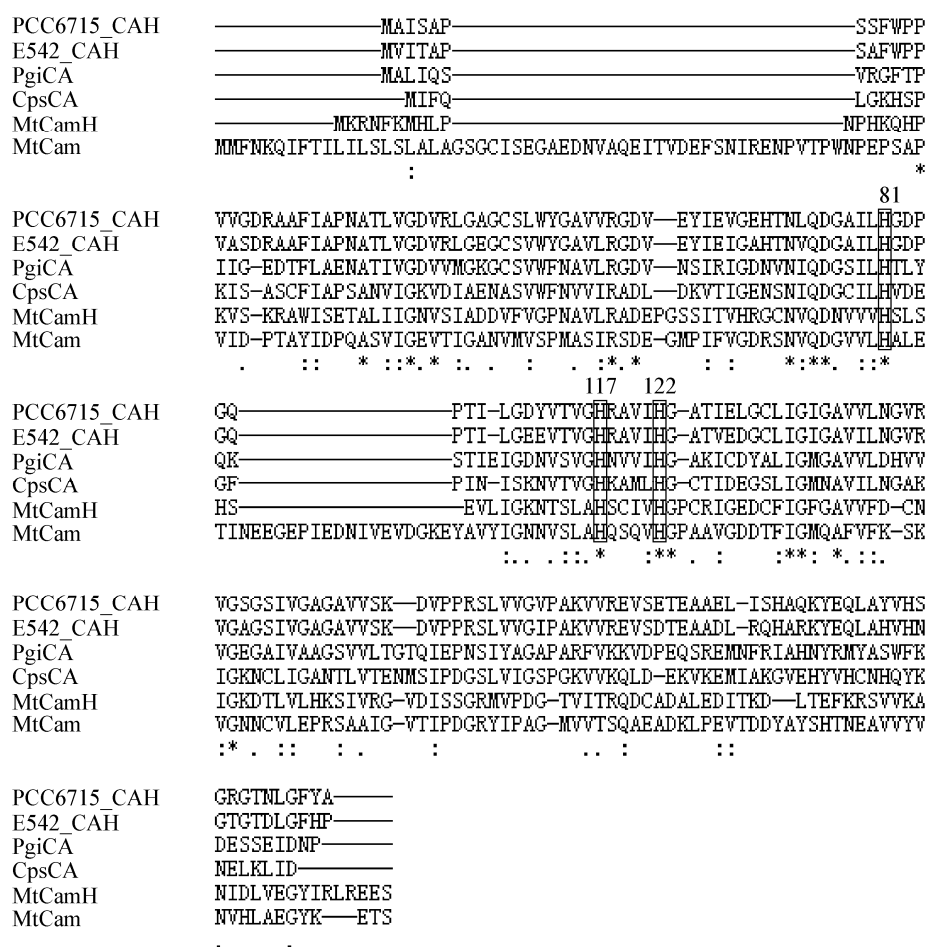 PCC6715_CAH --------------MAISAP----------------------------------SSFWPP
E542_CAH --------------MVITAP----------------------------------SAFWPP
PgiCA --------------MALIQS----------------------------------VRGFTP
CpsCA ----------------MIFQ----------------------------------LGKHSP
MtCamH ----------MKRNFKMHLP---------------------------------NPHKQHP
MtCam MMFNKQIFTILILSLSLALAGSGCISEGAEDNVAQEITVDEFSNIRENPVTPWNPEPSAP
: *
81
PCC6715_CAH VVGDRAAFIAPNATLVGDVRLGAGCSLWYGAVVRGDV--EYIEVGEHTNLQDGAILHGDP
E542_CAH VASDRAAFIAPNATLVGDVRLGEGCSVWYGAVLRGDV--EYIEIGAHTNVQDGAILHGDP
PgiCA IIG-EDTFLAENATIVGDVVMGKGCSVWFNAVLRGDV--NSIRIGDNVNIQDGSILHTLY
CpsCA KIS-ASCFIAPSANVIGKVDIAENASVWFNVVIRADL--DKVTIGENSNIQDGCILHVDE
MtCamH KVS-KRAWISETALIIGNVSIADDVFVGPNAVLRADEPGSSITVHRGCNVQDNVVVHSLS
MtCam VID-PTAYIDPQASVIGEVTIGANVMVSPMASIRSDE-GMPIFVGDRSNVQDGVVLHALE
. :: * :*.* :. . . :*.* : : *:**. ::*
117 122
PCC6715_CAH GQ------------------PTI-LGDYVTVGHRAVIHG-ATIELGCLIGIGAVVLNGVR
E542_CAH GQ------------------PTI-LGEEVTVGHRAVIHG-ATVEDGCLIGIGAVILNGVR
PgiCA QK------------------STIEIGDNVSVGHNVVIHG-AKICDYALIGMGAVVLDHVV
CpsCA GF------------------PIN-ISKNVTVGHKAMLHG-CTIDEGSLIGMNAVILNGAK
MtCamH HS-------------------EVLIGKNTSLAHSCIVHGPCRIGEDCFIGFGAVVFD-CN
MtCam TINEEGEPIEDNIVEVDGKEYAVYIGNNVSLAHQSQVHGPAAVGDDTFIGMQAFVFK-SK
:.. .::.* :** . : :**: *.::.
PCC6715_CAH VGSGSIVGAGAVVSK--DVPPRSLVVGVPAKVVREVSETEAAEL-ISHAQKYEQLAYVHS
E542_CAH VGAGSIVGAGAVVSK--DVPPRSLVVGIPAKVVREVSDTEAADL-RQHARKYEQLAHVHN
PgiCA VGEGAIVAAGSVVLTGTQIEPNSIYAGAPARFVKKVDPEQSREMNFRIAHNYRMYASWFK
CpsCA IGKNCLIGANTLVTENMSIPDGSLVIGSPGKVVKQLD-EKVKEMIAKGVEHYVHCNHQYK
MtCamH IGKDTLVLHKSIVRG-VDISSGRMVPDG-TVITRQDCADALEDITKD--LTEFKRSVVKA
MtCam VGNNCVLEPRSAAIG-VTIPDGRYIPAG-MVVTSQAEADKLPEVTDDYAYSHTNEAVVYV
:* . :: : . : .. : ::
PCC6715_CAH GRGTNLGFYA-----
E542_CAH GTGTDLGFHP-----
PgiCA DESSEIDNP------
CpsCA NELKLID--------
MtCamH NIDLVEGYIRLREES
MtCam NVHLAEGYK---ETS
. .